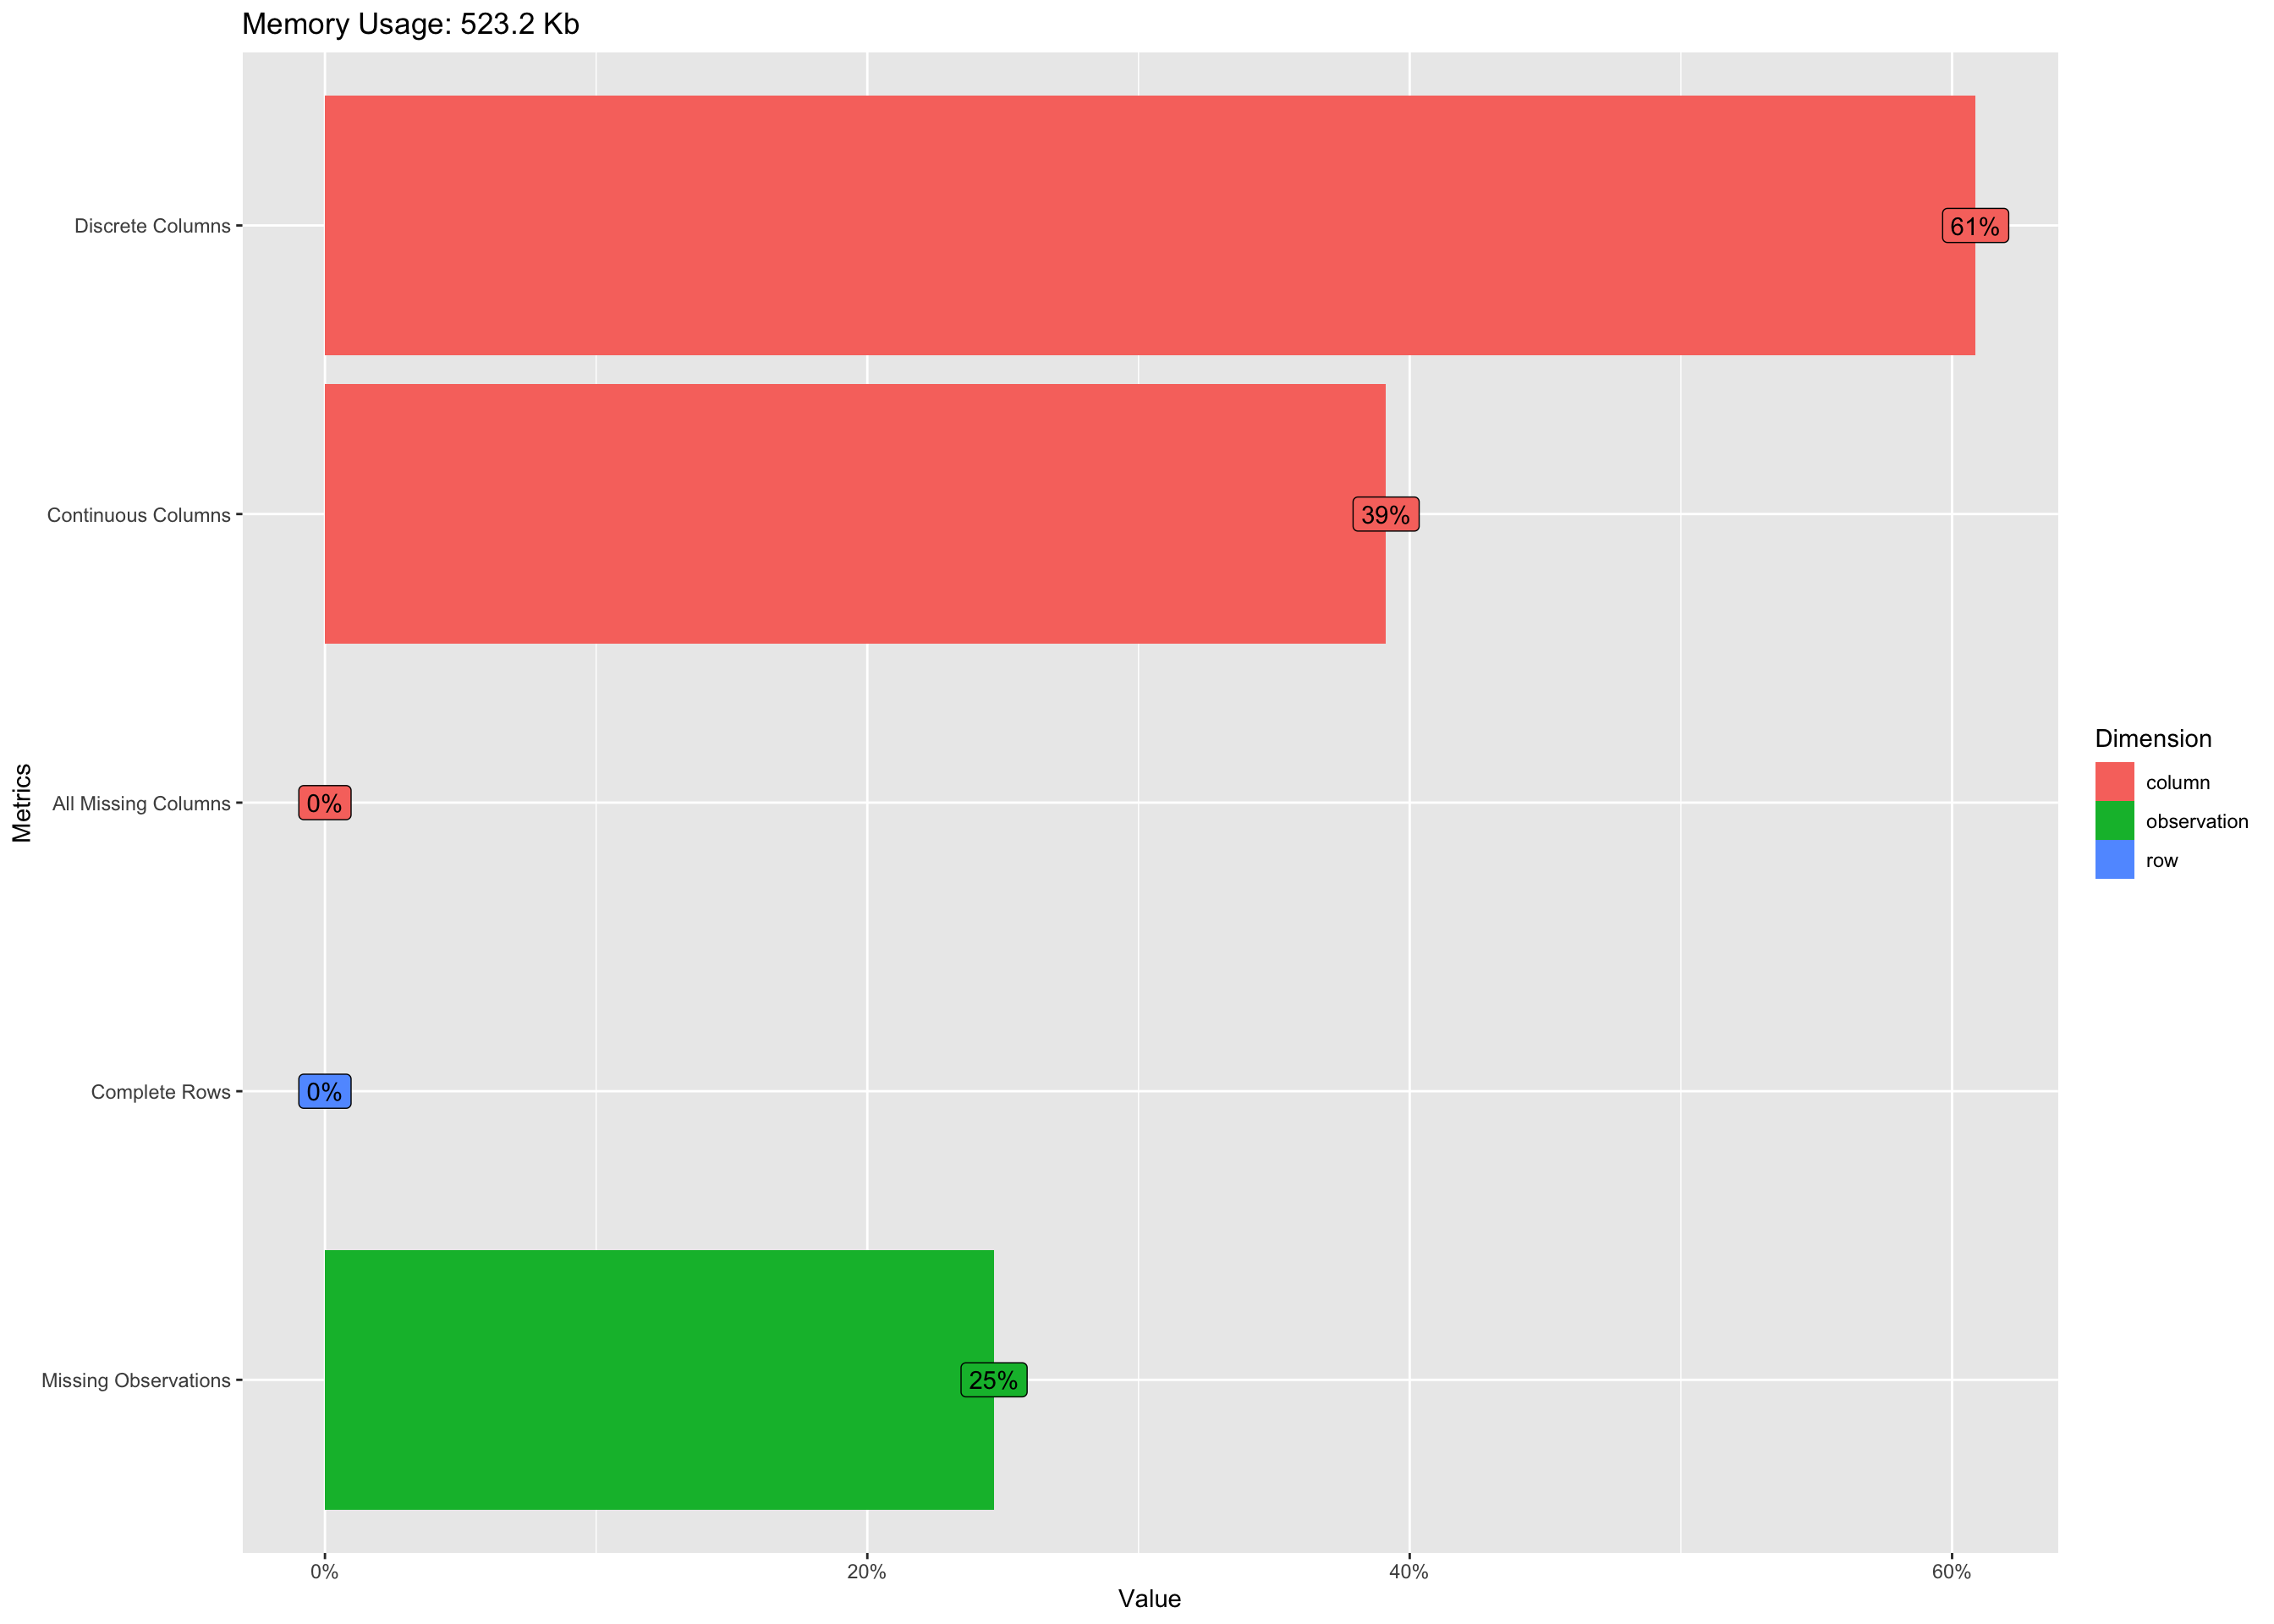 Memory Usage: 523.2 Kb
Discrete Columns
61%
Continuous Columns
39%
All Missing Columns
0%
Complete Rows
0%
Missing Observations
25%
Metrics
0%
20%
40%
60%
Value
Dimension
column
observation
row